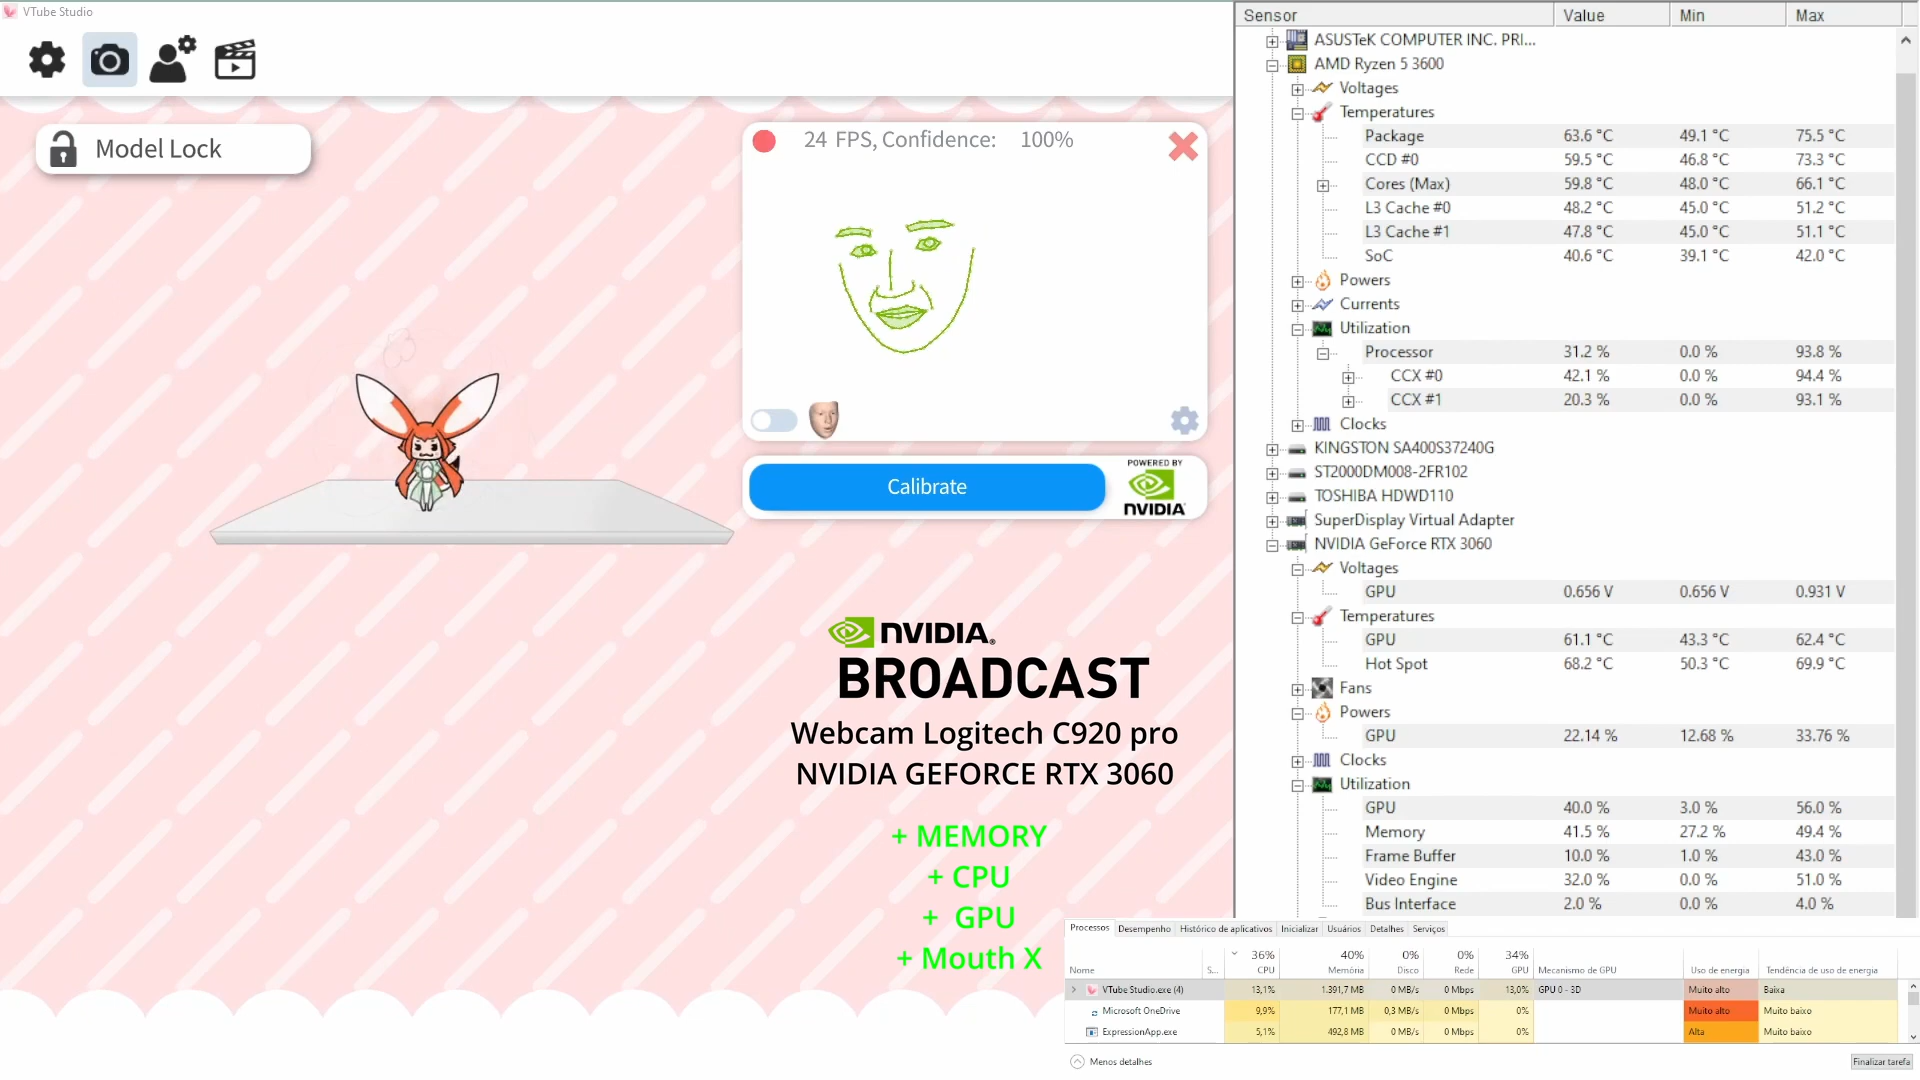 VTube Studio
Model Lock
24 FPS, Confidence: 100%
Calibrate
POWERED BY
NVIDIA
NVIDIA.
BROADCAST
Webcam Logitech C920 pro
NVIDIA GEFORCE RTX 3060
+ MEMORY
+ CPU
+ GPU
+ Mouth X
Sensor Value Min Max
ASUSTeK COMPUTER INC. PRI...
AMD Ryzen 5 3600
Voltages
Temperatures
Package 63.6 °C 49.1 °C 75.5 °C
CCD #0 59.5 °C 46.8 °C 73.3 °C
Cores (Max) 59.8 °C 48.0 °C 66.1 °C
L3 Cache #0 48.2 °C 45.0 °C 51.2 °C
L3 Cache #1 47.8 °C 45.0 °C 51.1 °C
SoC 40.6 °C 39.1 °C 42.0 °C
Powers
Currents
Utilization
Processor 31.2 % 0.0 % 93.8 %
CCX #0 42.1 % 0.0 % 94.4 %
CCX #1 20.3 % 0.0 % 93.1 %
Clocks
KINGSTON SA400S37240G
ST2000DM008-2FR102
TOSHIBA HDWD110
SuperDisplay Virtual Adapter
NVIDIA GeForce RTX 3060
Voltages
GPU 0.656 V 0.656 V 0.931 V
Temperatures
GPU 61.1 °C 43.3 °C 62.4 °C
Hot Spot 68.2 °C 50.3 °C 69.9 °C
Fans
Powers
GPU 22.14 % 12.68 % 33.76 %
Clocks
Utilization
GPU 40.0 % 3.0 % 56.0 %
Memory 41.5 % 27.2 % 49.4 %
Frame Buffer 10.0 % 1.0 % 43.0 %
Video Engine 32.0 % 0.0 % 51.0 %
Bus Interface 2.0 % 0.0 % 4.0 %
Processos Desempenho Histórico de aplicativos Inicializar Usuários Detalhes Serviços
36% 40% 0% 0% 34%
Nome S... CPU Memória Disco Rede GPU Mecanismo de GPU Uso de energia Tendência de uso de energia
VTube Studio.exe (4) 13,1% 1.391,7 MB 0 MB/s 0 Mbps 13,0% GPU 0 - 3D Muito alto Baixa
Microsoft OneDrive 9,9% 177,1 MB 0,3 MB/s 0 Mbps 0% Muito alto Muito baixo
ExpressionApp.exe 5,1% 492,8 MB 0 MB/s 0 Mbps 0% Alta Muito baixo
Menos detalhes
Finalizar tarefa